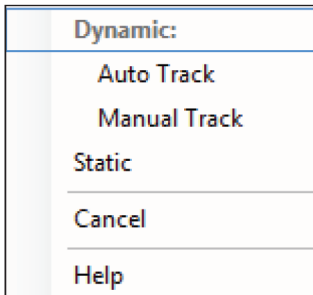 Dynamic:
Auto Track
Manual Track
Static
Cancel
Help